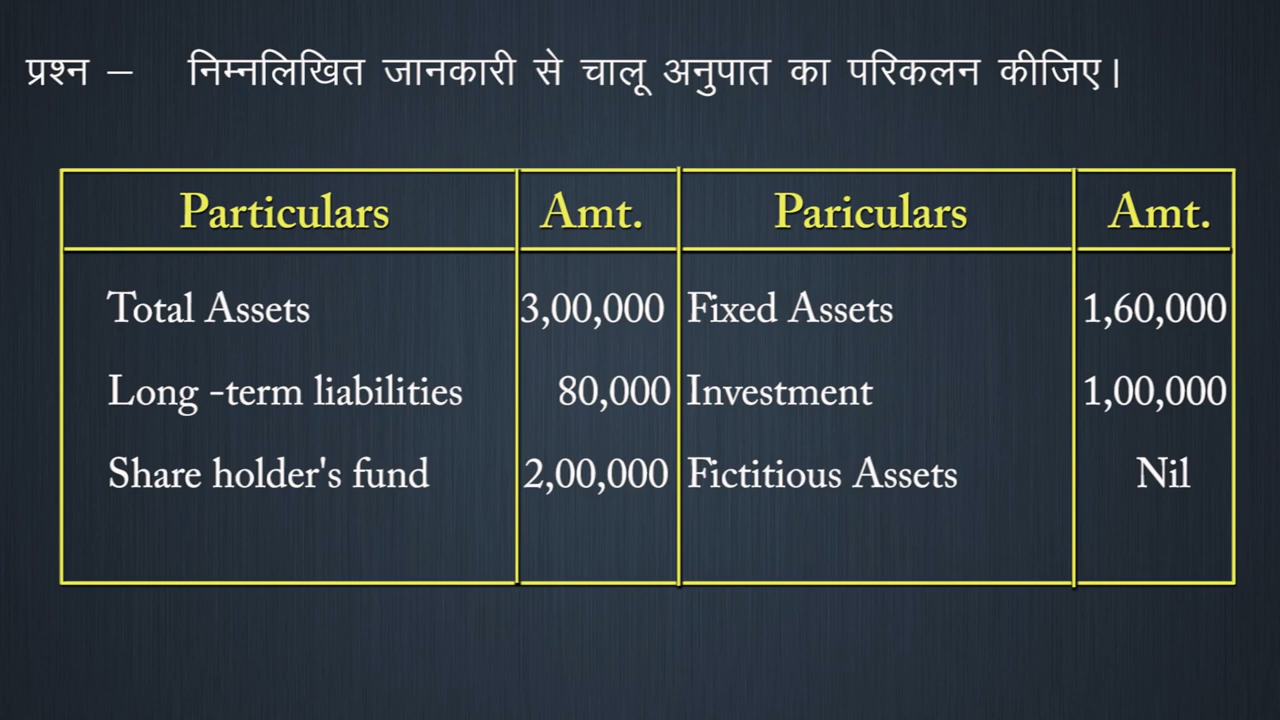 प्रश्न – निम्नलिखित जानकारी से चालू अनुपात का परिकलन कीजिए।
Particulars Amt. Pariculars Amt.
Total Assets 3,00,000 Fixed Assets 1,60,000
Long -term liabilities 80,000 Investment 1,00,000
Share holder's fund 2,00,000 Fictitious Assets Nil